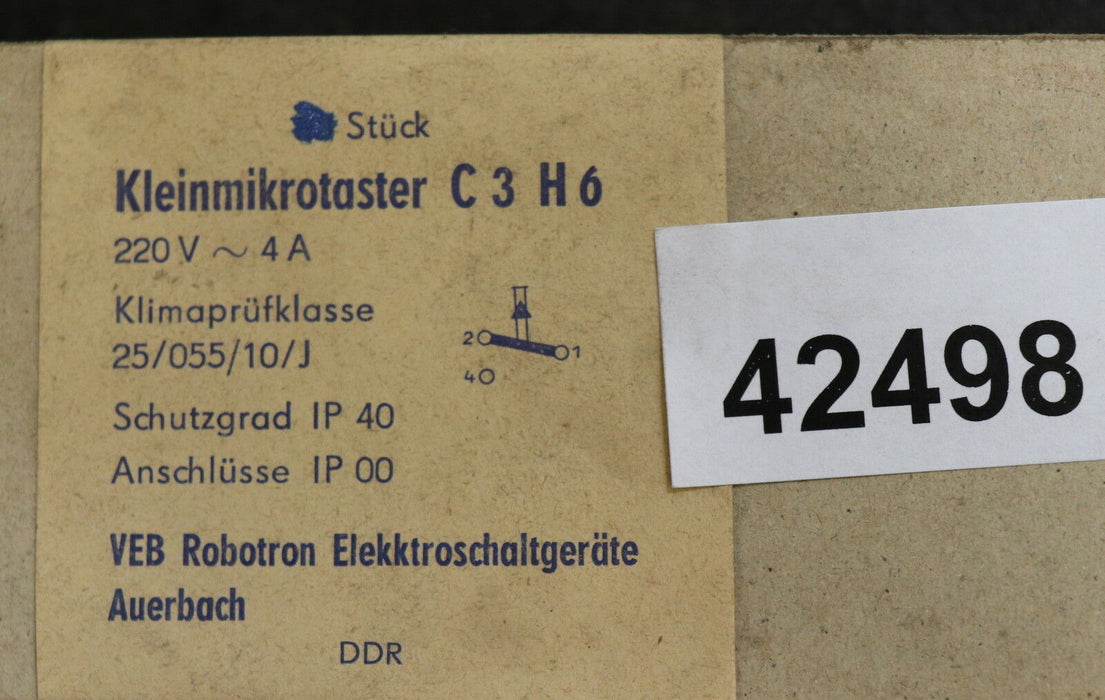 Stück
Kleinmikrotaster C 3 H 6
220 V ~ 4 A
Klimaprüfklasse
25/055/10/J
2
1
4
Schutzgrad IP 40
Anschlüsse IP 00
VEB Robotron Elekktroschaltgeräte
Auerbach
DDR
42498